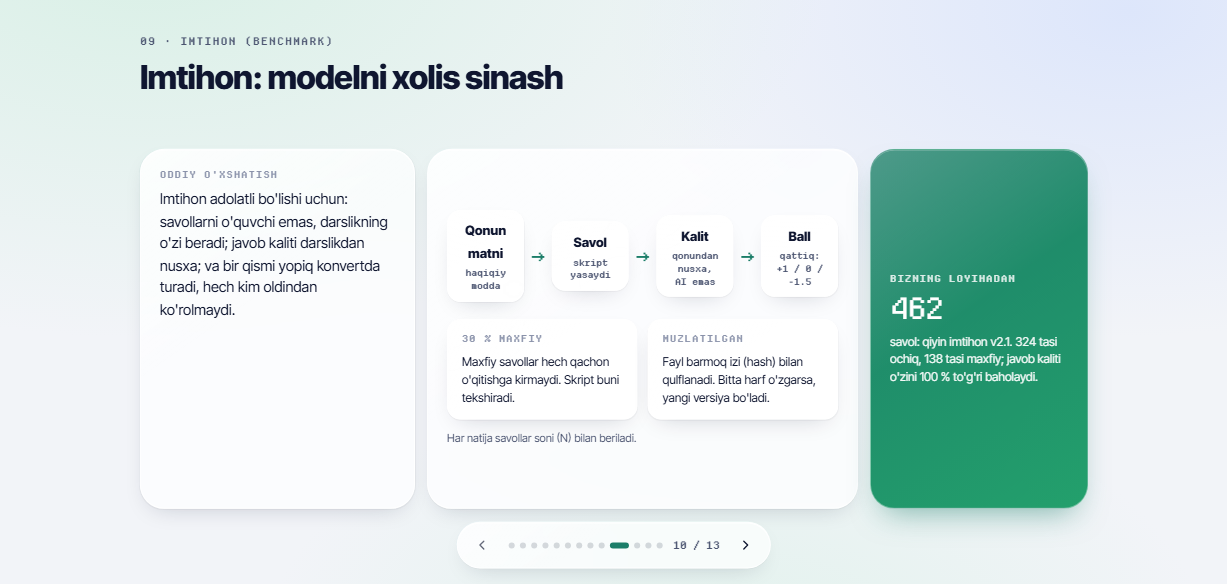 09 · IMTIHON (BENCHMARK)
Imtihon: modelni xolis sinash
ODDIY O'XSHATISH
Imtihon adolatli bo'lishi uchun:
savollarni o'quvchi emas, darslikning
o'zi beradi; javob kaliti darslikdan
nusxa; va bir qismi yopiq konvertda
turadi, hech kim oldindan
ko'rolmaydi.
Qonun
matni
haqiqiy
modda
→
Savol
skript
yasaydi
→
Kalit
qonundan
nusxa,
AI emas
→
Ball
qattiq:
+1 / 0 /
-1.5
30 % MAXFIY
Maxfiy savollar hech qachon
o'qitishga kirmaydi. Skript buni
tekshiradi.
MUZLATILGAN
Fayl barmoq izi (hash) bilan
qulflanadi. Bitta harf o'zgarsa,
yangi versiya bo'ladi.
Har natija savollar soni (N) bilan beriladi.
BIZNING LOYIHADAN
462
savol: qiyin imtihon v2.1. 324 tasi
ochiq, 138 tasi maxfiy; javob kaliti
o'zini 100 % to'g'ri baholaydi.
10 / 13